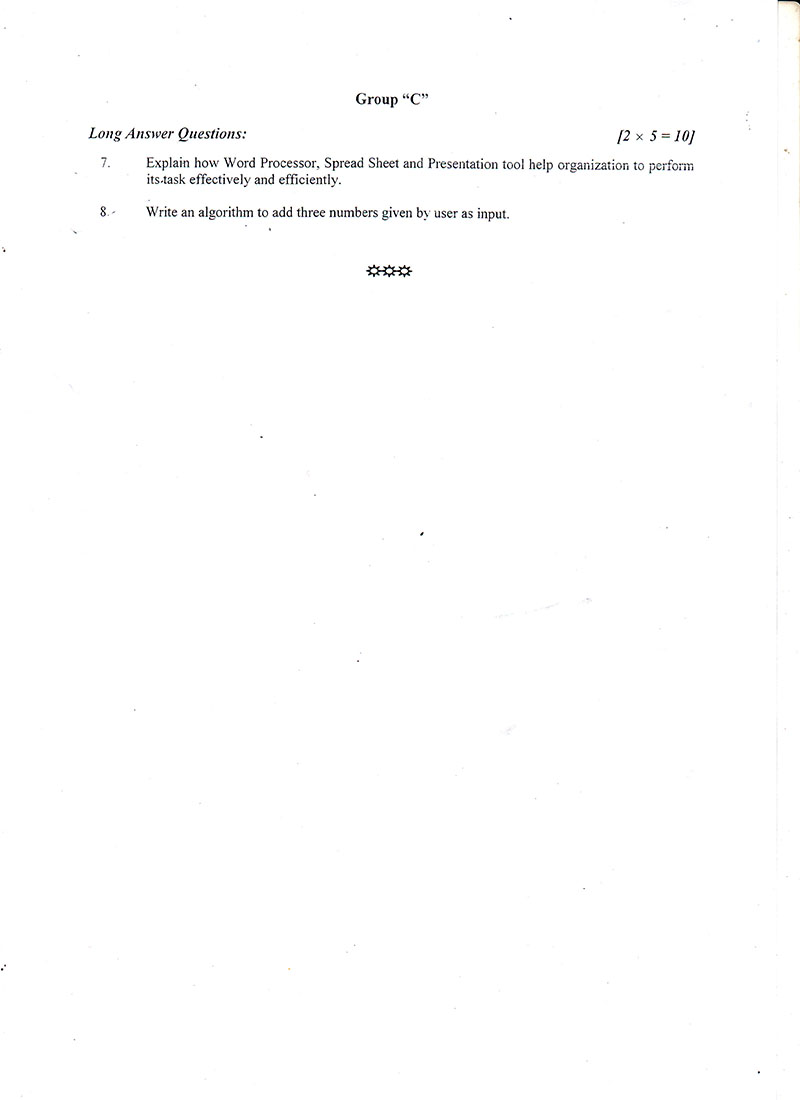 Group “C”
Long Answer Questions: [2 × 5 = 10]
7. Explain how Word Processor, Spread Sheet and Presentation tool help organization to perform
its task effectively and efficiently.
8. Write an algorithm to add three numbers given by user as input.